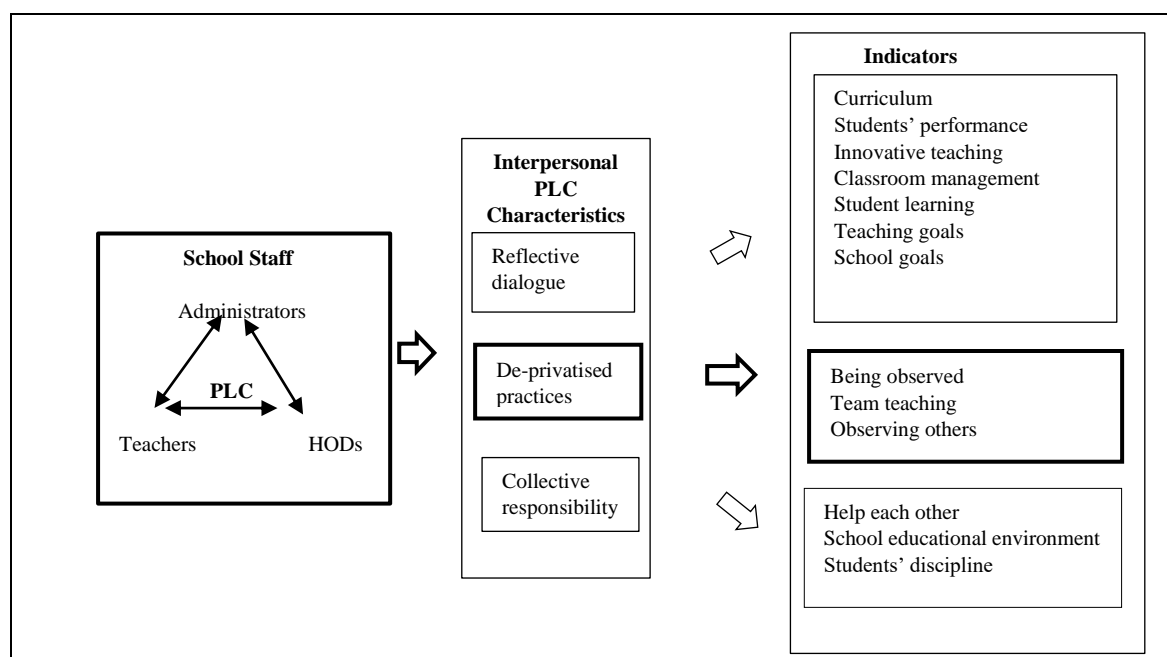 School Staff
Administrators
PLC
Teachers
HODs
Interpersonal
PLC
Characteristics
Reflective
dialogue
De-privatised
practices
Collective
responsibility
Indicators
Curriculum
Students’ performance
Innovative teaching
Classroom management
Student learning
Teaching goals
School goals
Being observed
Team teaching
Observing others
Help each other
School educational environment
Students’ discipline